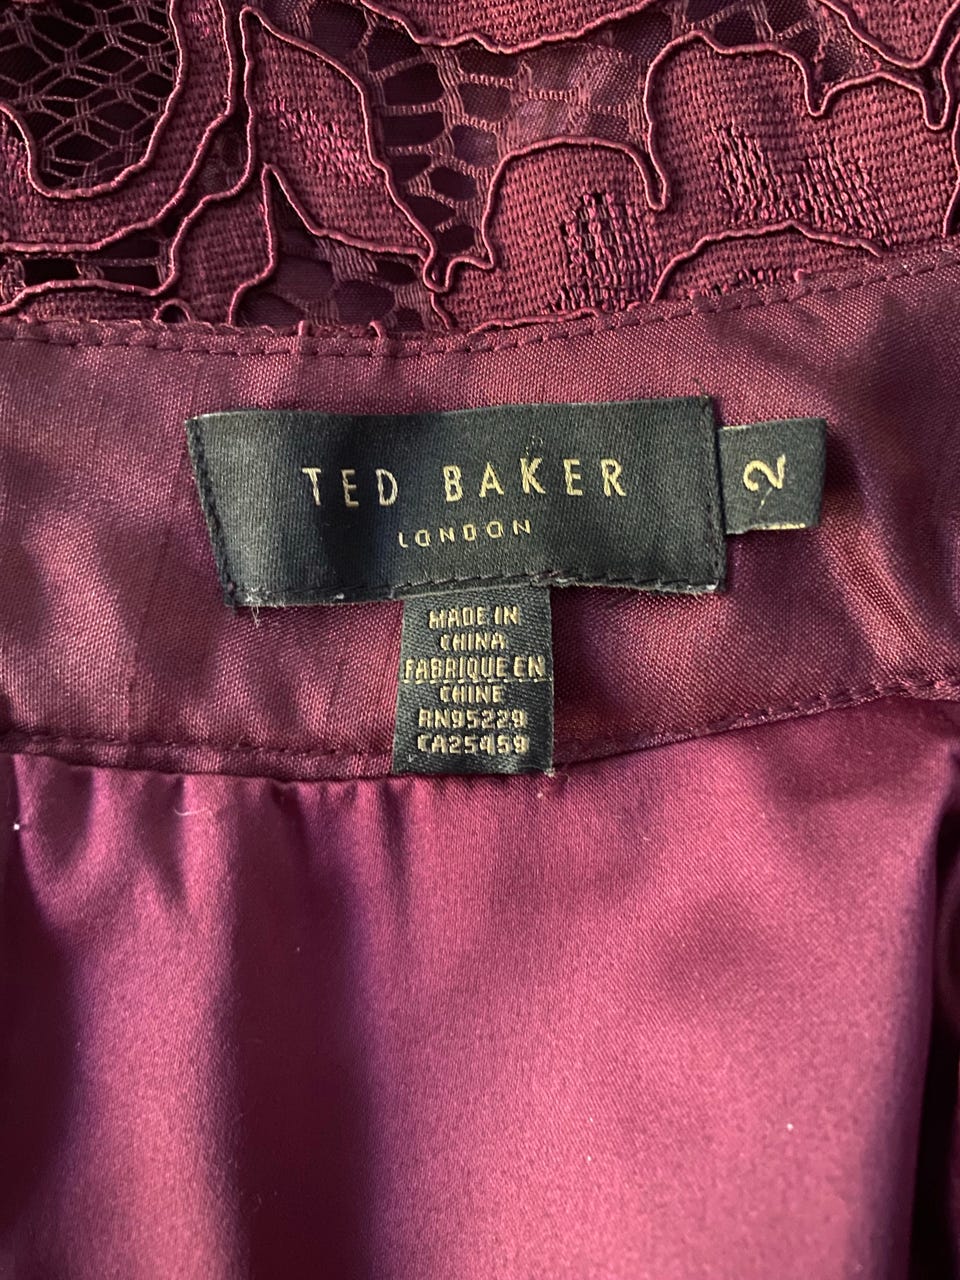 TED BAKER
LONDON
2
MADE IN
CHINA
FABRIQUE EN
CHINE
RN95229
CA25459